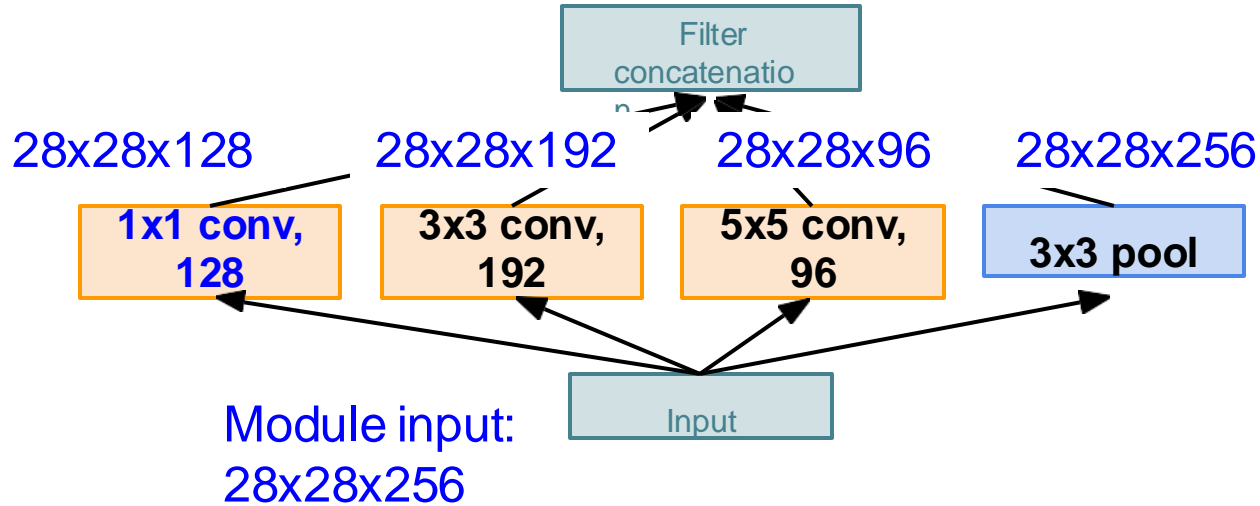 Filter
concatenatio
n
28x28x128 28x28x192 28x28x96 28x28x256
1x1 conv,
128
3x3 conv,
192
5x5 conv,
96
3x3 pool
Input
Module input:
28x28x256